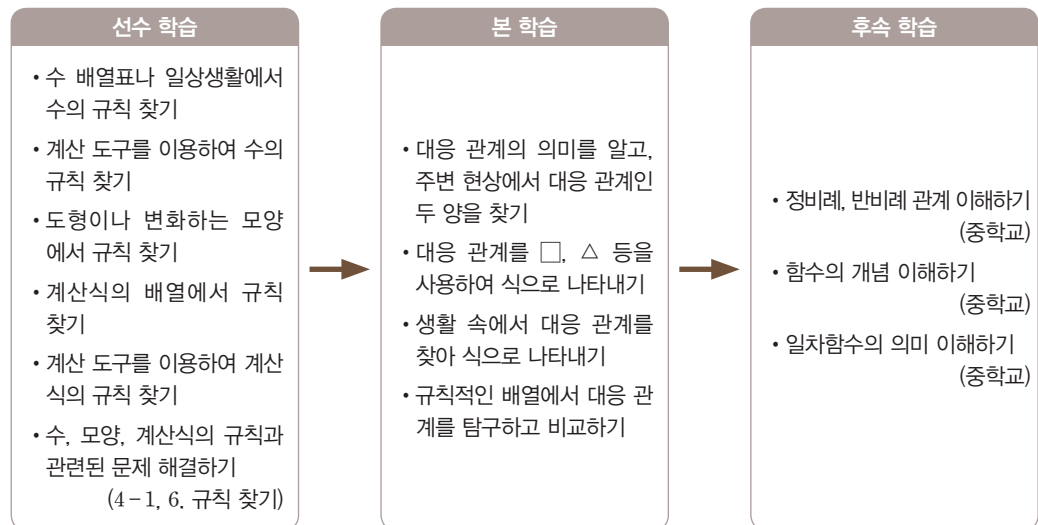 선수 학습
• 수 배열표나 일상생활에서
수의 규칙 찾기
• 계산 도구를 이용하여 수의
규칙 찾기
• 도형이나 변화하는 모양
에서 규칙 찾기
• 계산식의 배열에서 규칙
찾기
• 계산 도구를 이용하여 계산
식의 규칙 찾기
• 수, 모양, 계산식의 규칙과
관련된 문제 해결하기
(4-1, 6. 규칙 찾기)
본 학습
• 대응 관계의 의미를 알고,
주변 현상에서 대응 관계인
두 양을 찾기
• 대응 관계를 □, △ 등을
사용하여 식으로 나타내기
• 생활 속에서 대응 관계를
찾아 식으로 나타내기
• 규칙적인 배열에서 대응 관
계를 탐구하고 비교하기
후속 학습
• 정비례, 반비례 관계 이해하기
(중학교)
• 함수의 개념 이해하기
(중학교)
• 일차함수의 의미 이해하기
(중학교)